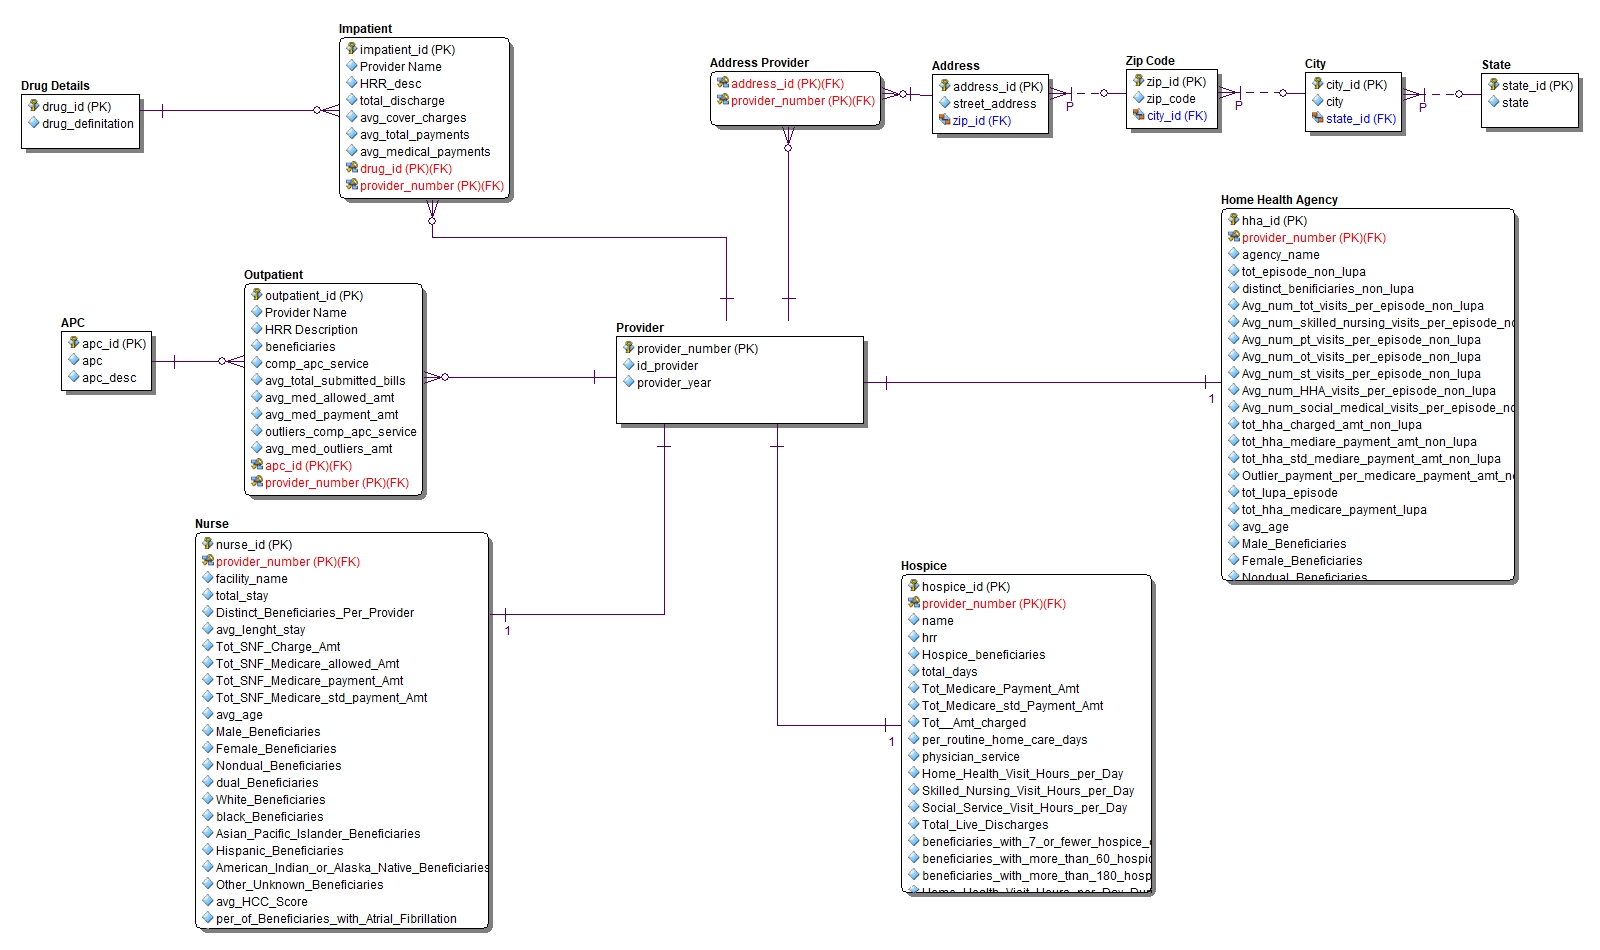 Drug Details
drug_id (PK)
drug_definitation
Impatient
impatient_id (PK)
Provider Name
HRR_desc
total_discharge
avg_cover_charges
avg_total_payments
avg_medical_payments
drug_id (PK)(FK)
provider_number (PK)(FK)
Address Provider
address_id (PK)(FK)
provider_number (PK)(FK)
Address
address_id (PK)
street_address
zip_id (FK)
P
Zip Code
zip_id (PK)
zip_code
city_id (FK)
P
City
city_id (PK)
city
state_id (FK)
P
State
state_id (PK)
state
APC
apc_id (PK)
apc
apc_desc
Outpatient
outpatient_id (PK)
Provider Name
HRR Description
beneficiaries
comp_apc_service
avg_total_submitted_bills
avg_med_allowed_amt
avg_med_payment_amt
outliers_comp_apc_service
avg_med_outliers_amt
apc_id (PK)(FK)
provider_number (PK)(FK)
Provider
provider_number (PK)
id_provider
provider_year
1
Home Health Agency
hha_id (PK)
provider_number (PK)(FK)
agency_name
tot_episode_non_lupa
distinct_benificiaries_non_lupa
Avg_num_tot_visits_per_episode_non_lupa
Avg_num_skilled_nursing_visits_per_episode_no
Avg_num_pt_visits_per_episode_non_lupa
Avg_num_ot_visits_per_episode_non_lupa
Avg_num_st_visits_per_episode_non_lupa
Avg_num_HHA_visits_per_episode_non_lupa
Avg_num_social_medical_visits_per_episode_no
tot_hha_charged_amt_non_lupa
tot_hha_mediare_payment_amt_non_lupa
tot_hha_std_mediare_payment_amt_non_lupa
Outlier_payment_per_medicare_payment_amt_n
tot_lupa_episode
tot_hha_medicare_payment_lupa
avg_age
Male_Beneficiaries
Female_Beneficiaries
Nondual_Beneficiaries
Nurse
nurse_id (PK)
provider_number (PK)(FK)
facility_name
total_stay
Distinct_Beneficiaries_Per_Provider
avg_lenght_stay
Tot_SNF_Charge_Amt
Tot_SNF_Medicare_allowed_Amt
Tot_SNF_Medicare_payment_Amt
Tot_SNF_Medicare_std_payment_Amt
avg_age
Male_Beneficiaries
Female_Beneficiaries
Nondual_Beneficiaries
dual_Beneficiaries
White_Beneficiaries
black_Beneficiaries
Asian_Pacific_Islander_Beneficiaries
Hispanic_Beneficiaries
American_Indian_or_Alaska_Native_Beneficiaries
Other_Unknown_Beneficiaries
avg_HCC_Score
per_of_Beneficiaries_with_Atrial_Fibrillation
1
Hospice
hospice_id (PK)
provider_number (PK)(FK)
name
hrr
Hospice_beneficiaries
total_days
Tot_Medicare_Payment_Amt
Tot_Medicare_std_Payment_Amt
Tot__Amt_charged
per_routine_home_care_days
physician_service
Home_Health_Visit_Hours_per_Day
Skilled_Nursing_Visit_Hours_per_Day
Social_Service_Visit_Hours_per_Day
Total_Live_Discharges
beneficiaries_with_7_or_fewer_hospice_
beneficiaries_with_more_than_60_hospic
beneficiaries_with_more_than_180_hosp
Home_Health_Visit_Hours_per_Day_Dur
1